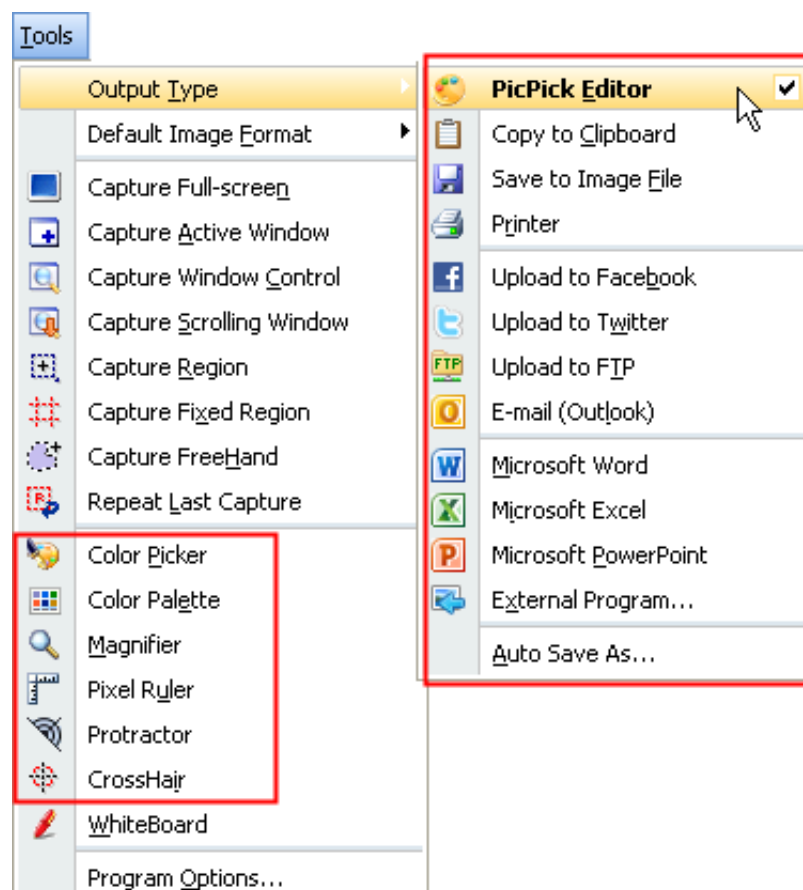 Tools
Output Type
Default Image Format
Capture Full-screen
Capture Active Window
Capture Window Control
Capture Scrolling Window
Capture Region
Capture Fixed Region
Capture FreeHand
Repeat Last Capture
Color Picker
Color Palette
Magnifier
Pixel Ruler
Protractor
CrossHair
WhiteBoard
Program Options...
PicPick Editor
Copy to Clipboard
Save to Image File
Printer
Upload to Facebook
Upload to Twitter
FTP Upload to FTP
E-mail (Outlook)
Microsoft Word
Microsoft Excel
Microsoft PowerPoint
External Program...
Auto Save As...